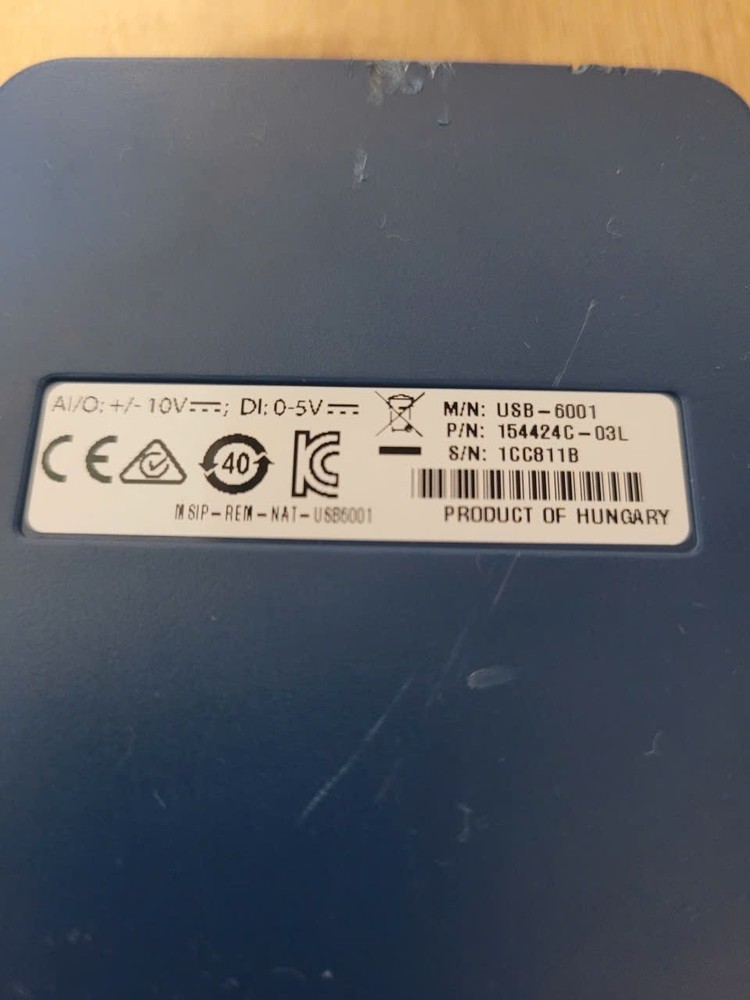 AI/O: +/- 10V⎓; DI: 0-5V⎓
CE 40 KC
MSIP-REM-NAT-USB6001
M/N: USB-6001
P/N: 154424C-03L
S/N: 1CC811B
PRODUCT OF HUNGARY